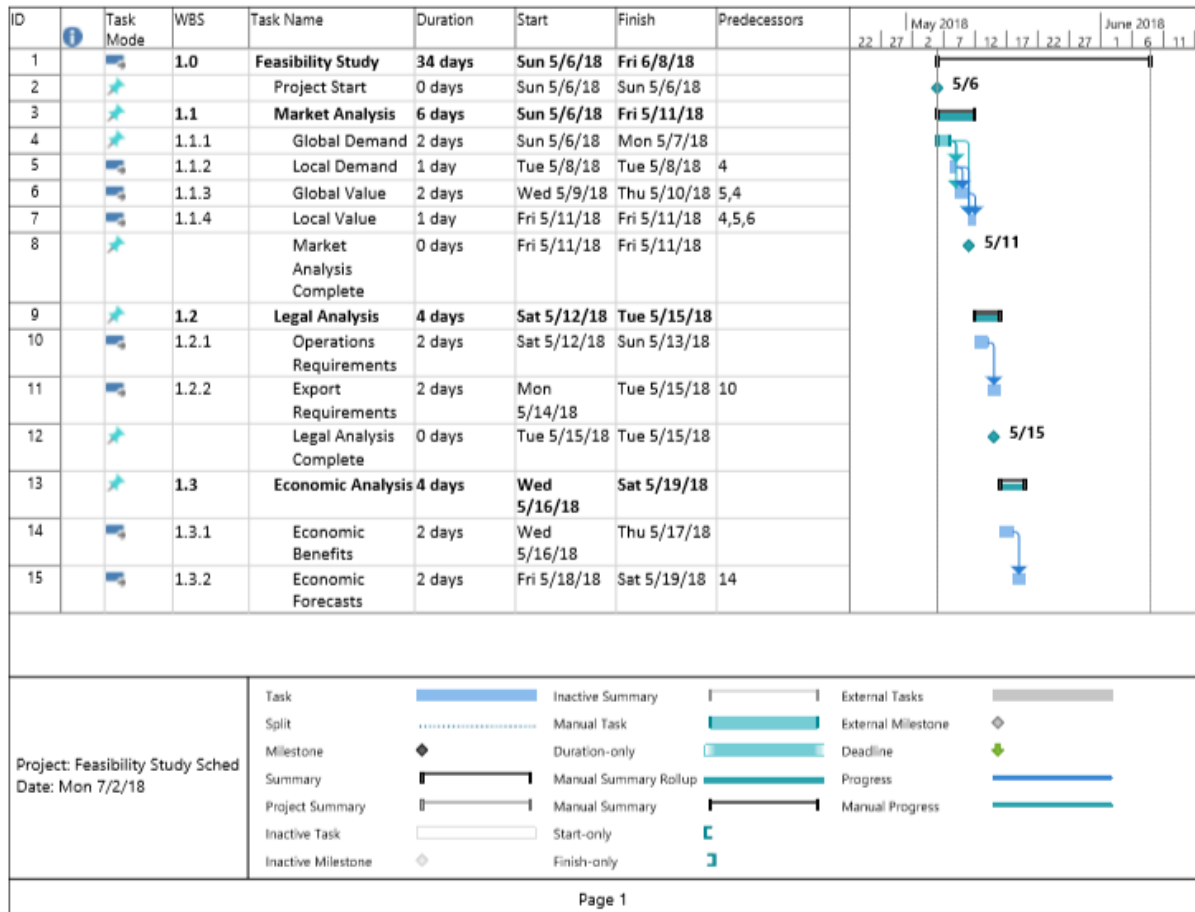 ID Task Mode WBS Task Name Duration Start Finish Predecessors
May 2018 June 2018
22 27 2 7 12 17 22 27 1 6 11
1 1.0 Feasibility Study 34 days Sun 5/6/18 Fri 6/8/18
2 Project Start 0 days Sun 5/6/18 Sun 5/6/18 5/6
3 1.1 Market Analysis 6 days Sun 5/6/18 Fri 5/11/18
4 1.1.1 Global Demand 2 days Sun 5/6/18 Mon 5/7/18
5 1.1.2 Local Demand 1 day Tue 5/8/18 Tue 5/8/18 4
6 1.1.3 Global Value 2 days Wed 5/9/18 Thu 5/10/18 5,4
7 1.1.4 Local Value 1 day Fri 5/11/18 Fri 5/11/18 4,5,6
8 Market Analysis Complete 0 days Fri 5/11/18 Fri 5/11/18 5/11
9 1.2 Legal Analysis 4 days Sat 5/12/18 Tue 5/15/18
10 1.2.1 Operations Requirements 2 days Sat 5/12/18 Sun 5/13/18
11 1.2.2 Export Requirements 2 days Mon 5/14/18 Tue 5/15/18 10
12 Legal Analysis Complete 0 days Tue 5/15/18 Tue 5/15/18 5/15
13 1.3 Economic Analysis 4 days Wed 5/16/18 Sat 5/19/18
14 1.3.1 Economic Benefits 2 days Wed 5/16/18 Thu 5/17/18
15 1.3.2 Economic Forecasts 2 days Fri 5/18/18 Sat 5/19/18 14
Project: Feasibility Study Sched
Date: Mon 7/2/18
Task
Split
Milestone
Summary
Project Summary
Inactive Task
Inactive Milestone
Inactive Summary
Manual Task
Duration-only
Manual Summary Rollup
Manual Summary
Start-only
Finish-only
External Tasks
External Milestone
Deadline
Progress
Manual Progress
Page 1